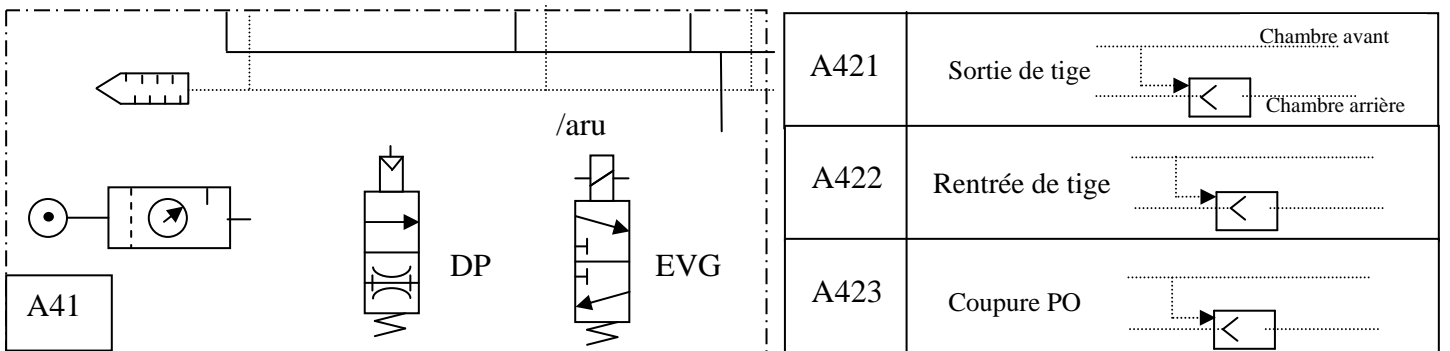 /aru
DP
EVG
A41
A421
Sortie de tige
Chambre avant
Chambre arrière
A422
Rentrée de tige
A423
Coupure PO